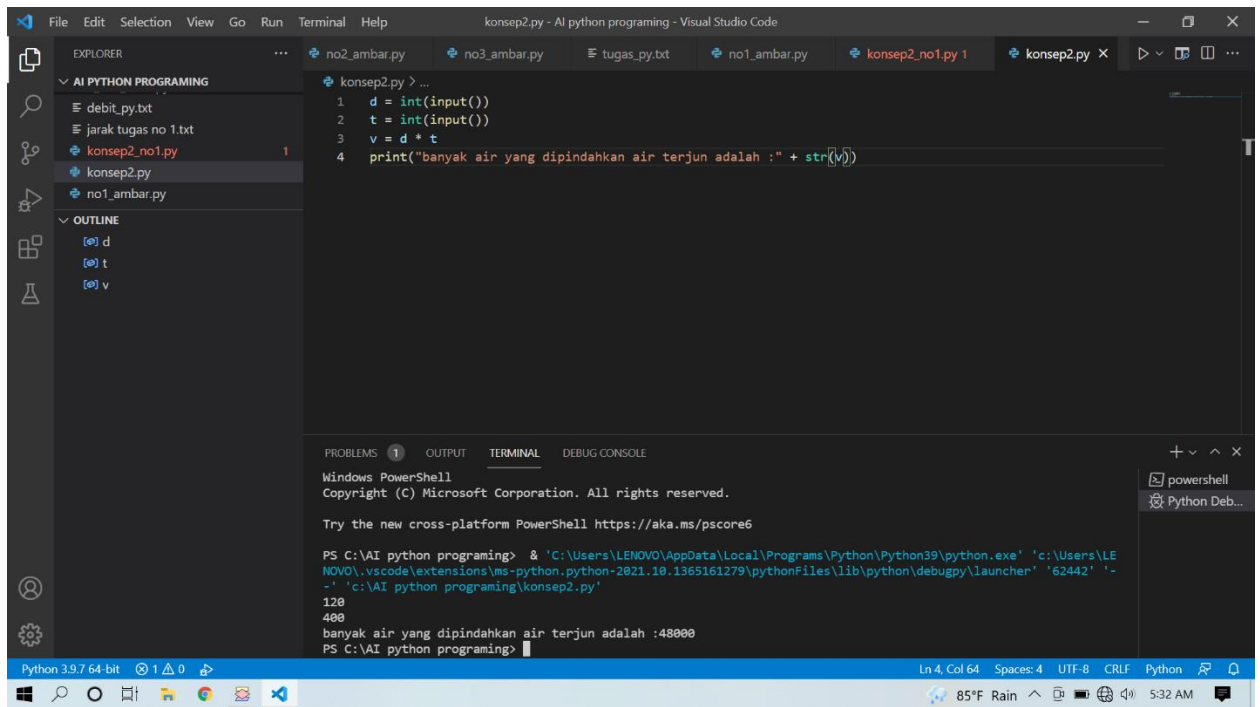 File Edit Selection View Go Run Terminal Help konsep2.py - AI python programing - Visual Studio Code
EXPLORER
no2_ambar.py no3_ambar.py tugas_py.txt no1_ambar.py konsep2_no1.py 1 konsep2.py
AI PYTHON PROGRAMING
debit_py.txt
jarak tugas no 1.txt
konsep2_no1.py 1
konsep2.py
no1_ambar.py
OUTLINE
d
t
v
konsep2.py > ...
1 d = int(input())
2 t = int(input())
3 v = d * t
4 print("banyak air yang dipindahkan air terjun adalah :" + str(v))
PROBLEMS 1 OUTPUT TERMINAL DEBUG CONSOLE
Windows PowerShell
Copyright (C) Microsoft Corporation. All rights reserved.
Try the new cross-platform PowerShell https://aka.ms/pscore6
PS C:\AI python programing> & 'C:\Users\LENOVO\AppData\Local\Programs\Python\Python39\python.exe' 'c:\Users\LE
NOVO\.vscode\extensions\ms-python.python-2021.10.1365161279\pythonFiles\lib\python\debugpy\launcher' '62442' '-
-' 'c:\AI python programing\konsep2.py'
120
400
banyak air yang dipindahkan air terjun adalah :48000
PS C:\AI python programing>
powershell
Python Deb...
Python 3.9.7 64-bit 1 0 Ln 4, Col 64 Spaces: 4 UTF-8 CRLF Python
85°F Rain 5:32 AM